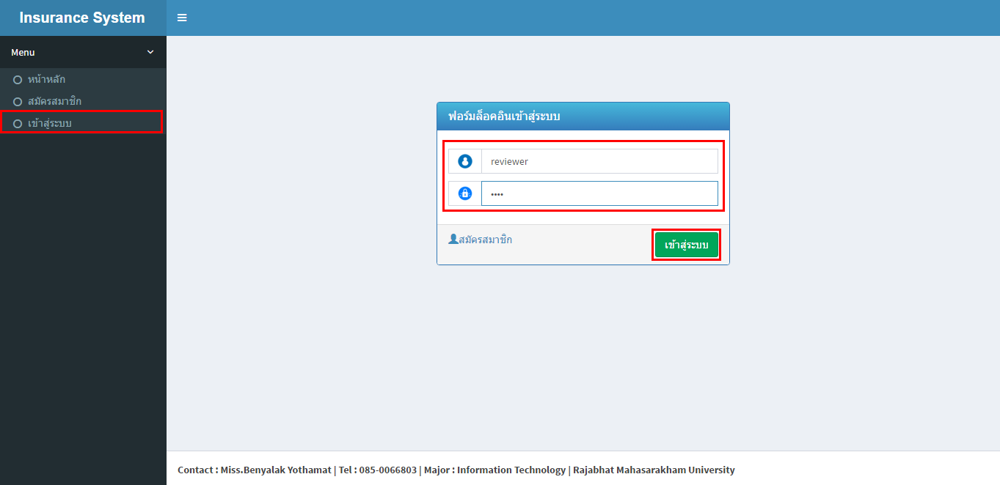 Insurance System
Menu
หน้าหลัก
สมัครสมาชิก
เข้าสู่ระบบ
ฟอร์มล็อคอินเข้าสู่ระบบ
reviewer
••••
สมัครสมาชิก
เข้าสู่ระบบ
Contact : Miss.Benyalak Yothamat | Tel : 085-0066803 | Major : Information Technology | Rajabhat Mahasarakham University